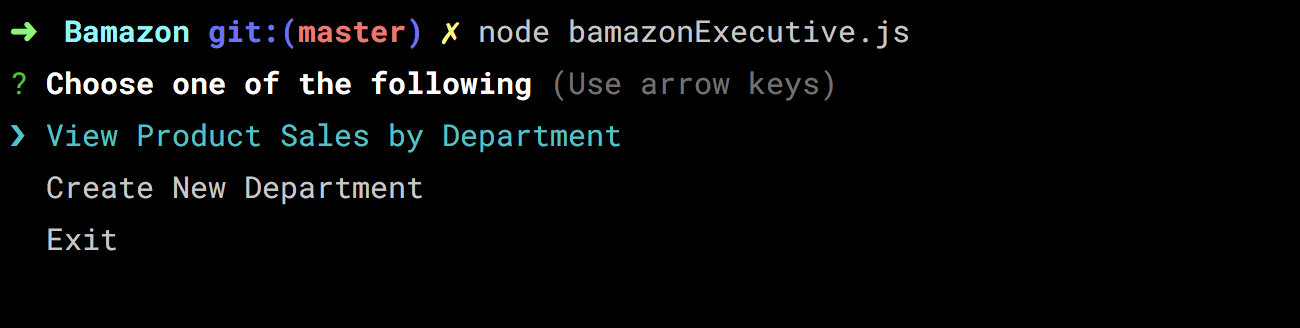 ➜ Bamazon git:(master) ✗ node bamazonExecutive.js
? Choose one of the following (Use arrow keys)
❯ View Product Sales by Department
Create New Department
Exit